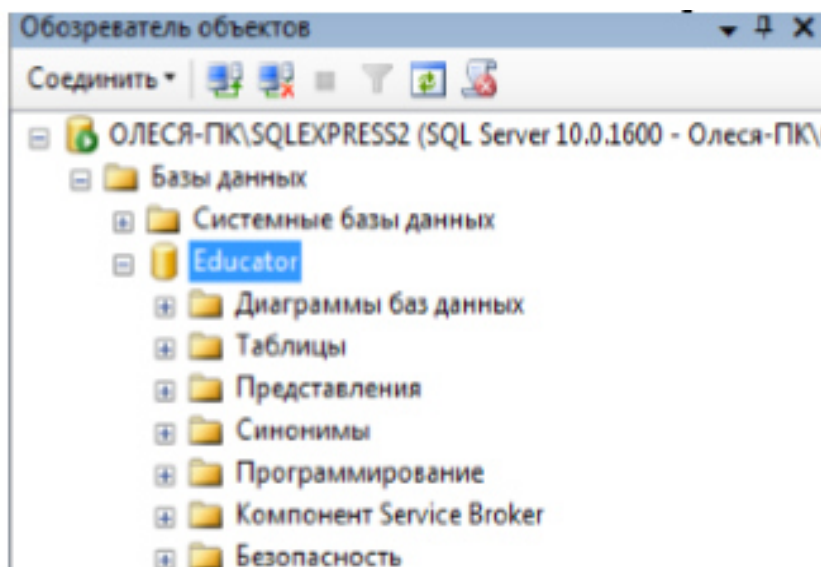 Обозреватель объектов
Соединить
ОЛЕСЯ-ПК\SQLEXPRESS2 (SQL Server 10.0.1600 - Олеся-ПК\
Базы данных
Системные базы данных
Educator
Диаграммы баз данных
Таблицы
Представления
Синонимы
Программирование
Компонент Service Broker
Безопасность